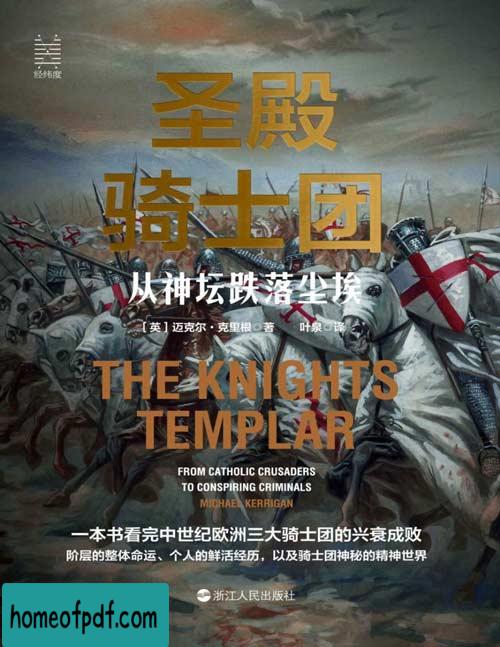 经纬度
圣殿
骑士团
从神坛跌落尘埃
[英]迈克尔·克里根 著 叶泉 译
THE KNIGHTS
TEMPLAR
FROM CATHOLIC CRUSADERS
TO CONSPIRING CRIMINALS
MICHAEL KERRIGAN
一本书看完中世纪欧洲三大骑士团的兴衰成败
阶层的整体命运、个人的鲜活经历，以及骑士团神秘的精神世界
浙江人民出版社
homeofpdf.com